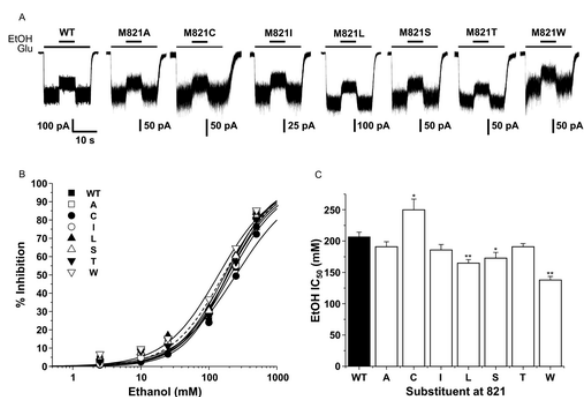 A
WT M821A M821C M821I M821L M821S M821T M821W
EtOH
Glu
100 pA 50 pA 50 pA 25 pA 100 pA 50 pA 50 pA 50 pA
10 s
B
% Inhibition
100
90
80
70
60
50
40
30
20
10
0
WT
A
C
I
L
S
T
W
1 10 100 1000
Ethanol (mM)
C
EtOH IC50 (mM)
250
200
150
100
50
0
* ** * **
WT A C I L S T W
Substituent at 821